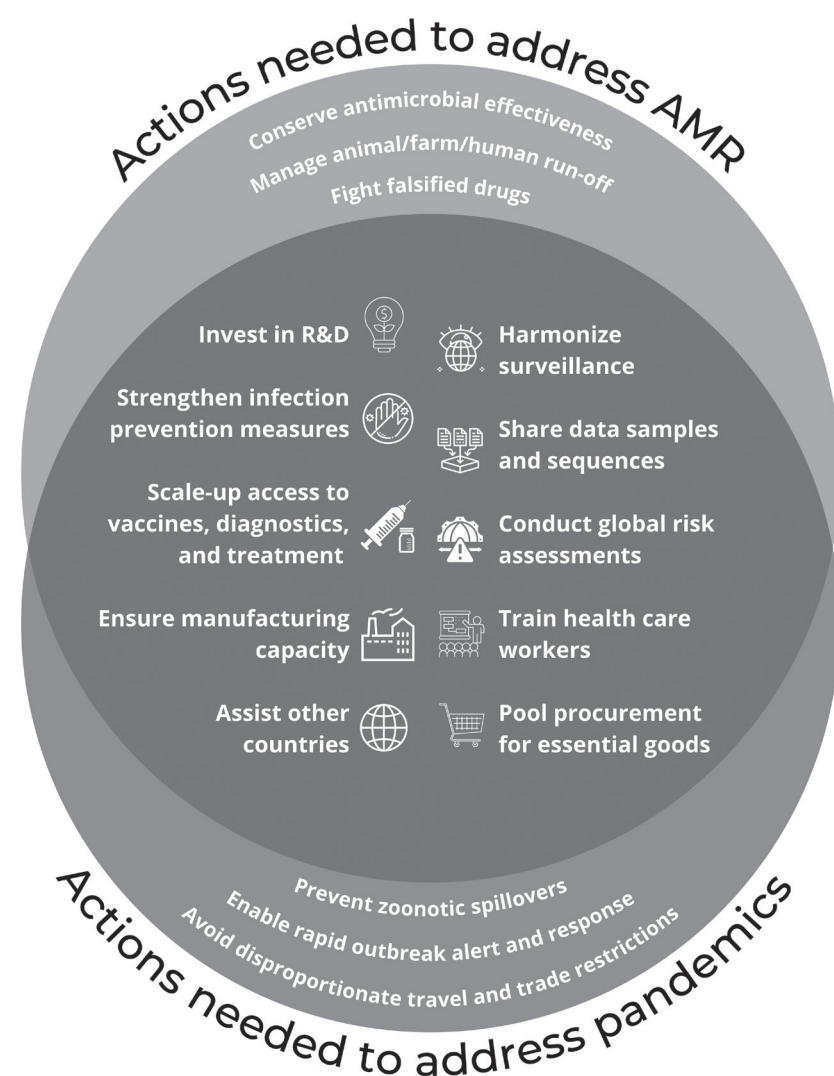 Actions needed to address AMR
Conserve antimicrobial effectiveness
Manage animal/farm/human run-off
Fight falsified drugs
Invest in R&D
Strengthen infection
prevention measures
Scale-up access to
vaccines, diagnostics,
and treatment
Ensure manufacturing
capacity
Assist other
countries
Harmonize
surveillance
Share data samples
and sequences
Conduct global risk
assessments
Train health care
workers
Pool procurement
for essential goods
Prevent zoonotic spillovers
Enable rapid outbreak alert and response
Avoid disproportionate travel and trade restrictions
Actions needed to address pandemics